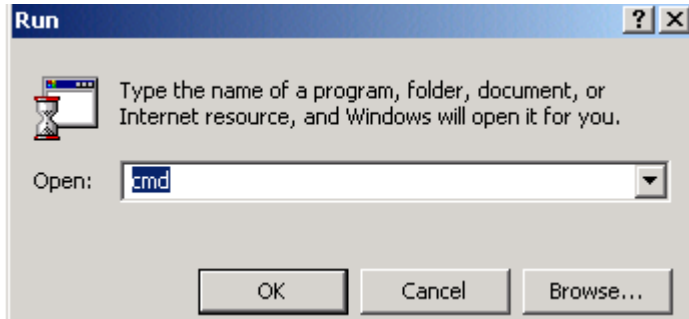 Run
Type the name of a program, folder, document, or
Internet resource, and Windows will open it for you.
Open: cmd
OK Cancel Browse...